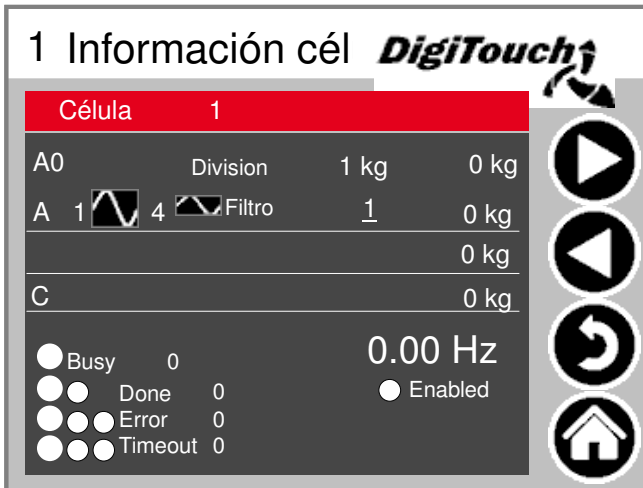 1 Información cél DigiTouch
Célula 1
A0 Division 1 kg 0 kg
A 1 4 Filtro 1 0 kg
0 kg
C 0 kg
0.00 Hz
Busy 0
Enabled
Done 0
Error 0
Timeout 0